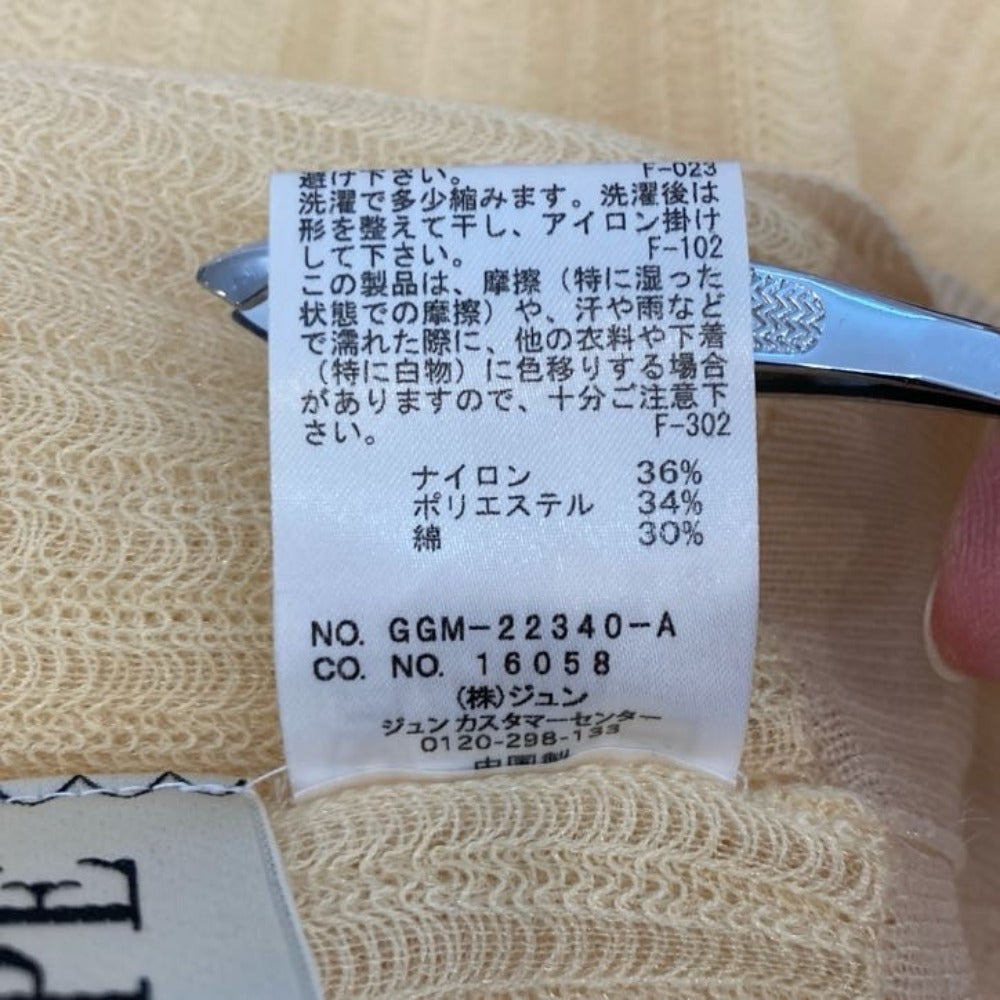 避け下さい。 F-023
洗濯で多少縮みます。洗濯後は
形を整えて干し、アイロン掛け
して下さい。 F-102
この製品は、摩擦（特に湿った
状態での摩擦）や、汗や雨など
で濡れた際に、他の衣料や下着
（特に白物）に色移りする場合
がありますので、十分ご注意下
さい。 F-302
ナイロン 36%
ポリエステル 34%
綿 30%
NO. GGM-22340-A
CO. NO. 16058
(株)ジュン
ジュン カスタマーセンター
0120-298-133
中国製
PE